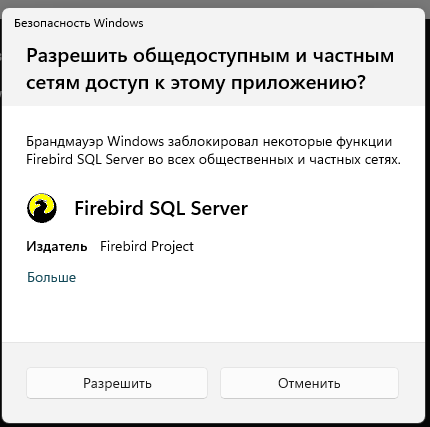 Безопасность Windows
Разрешить общедоступным и частным
сетям доступ к этому приложению?
Брандмауэр Windows заблокировал некоторые функции
Firebird SQL Server во всех общественных и частных сетях.
Firebird SQL Server
Издатель Firebird Project
Больше
Разрешить Отменить